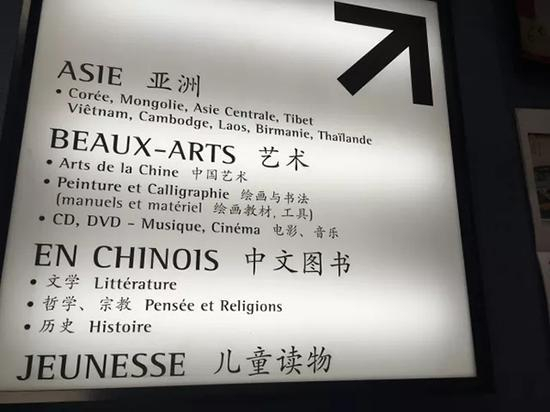 ASIE 亚洲
• Corée, Mongolie, Asie Centrale, Tibet
Viêtnam, Cambodge, Laos, Birmanie, Thaïlande
BEAUX-ARTS 艺术
• Arts de la Chine 中国艺术
• Peinture et Calligraphie 绘画与书法
(manuels et matériel 绘画教材,工具)
• CD, DVD - Musique, Cinéma 电影、音乐
EN CHINOIS 中文图书
• 文学 Littérature
• 哲学、宗教 Pensée et Religions
• 历史 Histoire
JEUNESSE 儿童读物